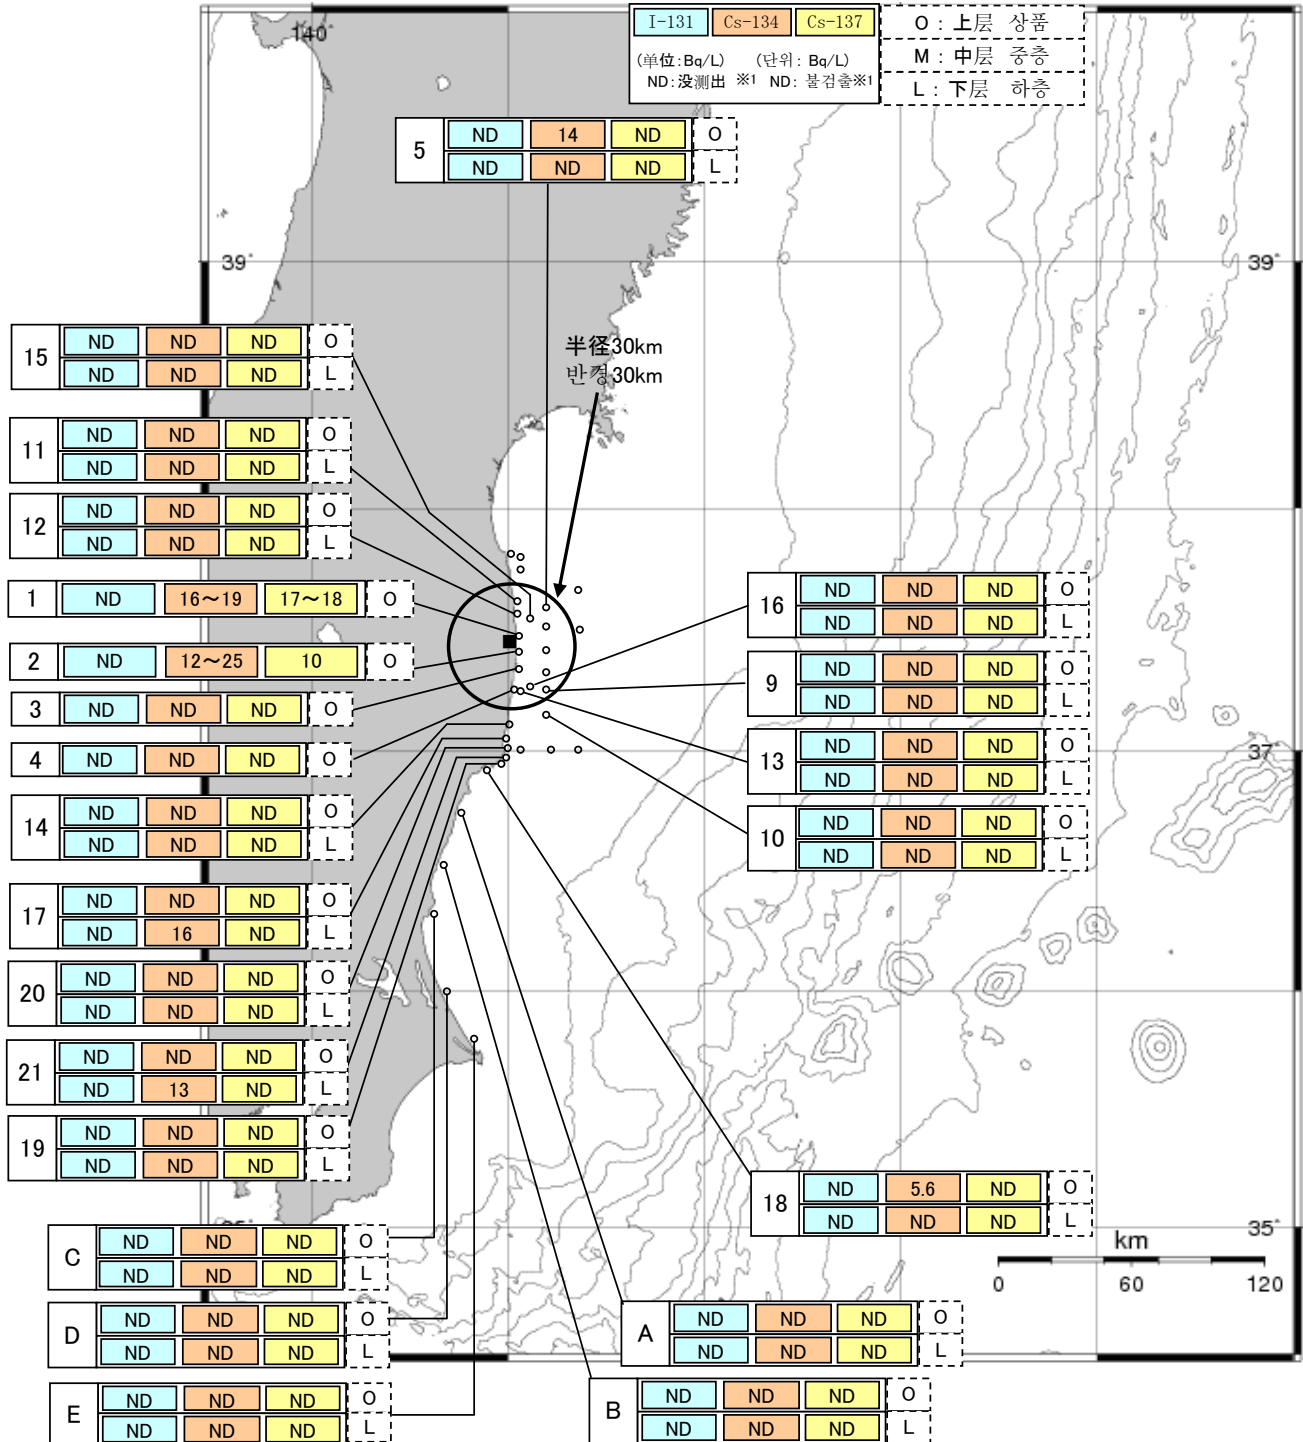 140°
I-131 Cs-134 Cs-137
(单位:Bq/L) (단위: Bq/L)
ND:没测出 ※1 ND: 불검출※1
O : 上层 상품
M : 中层 중층
L : 下层 하층
5 ND 14 ND O
ND ND ND L
39° 39°
半径30km
반경30km
15 ND ND ND O
ND ND ND L
11 ND ND ND O
ND ND ND L
12 ND ND ND O
ND ND ND L
1 ND 16～19 17～18 O
2 ND 12～25 10 O
3 ND ND ND O
4 ND ND ND O
14 ND ND ND O
ND ND ND L
17 ND ND ND O
ND 16 ND L
20 ND ND ND O
ND ND ND L
21 ND ND ND O
ND 13 ND L
19 ND ND ND O
ND ND ND L
16 ND ND ND O
ND ND ND L
9 ND ND ND O
ND ND ND L
37°
13 ND ND ND O
ND ND ND L
10 ND ND ND O
ND ND ND L
18 ND 5.6 ND O
ND ND ND L
35°
km
0 60 120
C ND ND ND O
ND ND ND L
D ND ND ND O
ND ND ND L
E ND ND ND O
ND ND ND L
A ND ND ND O
ND ND ND L
B ND ND ND O
ND ND ND L